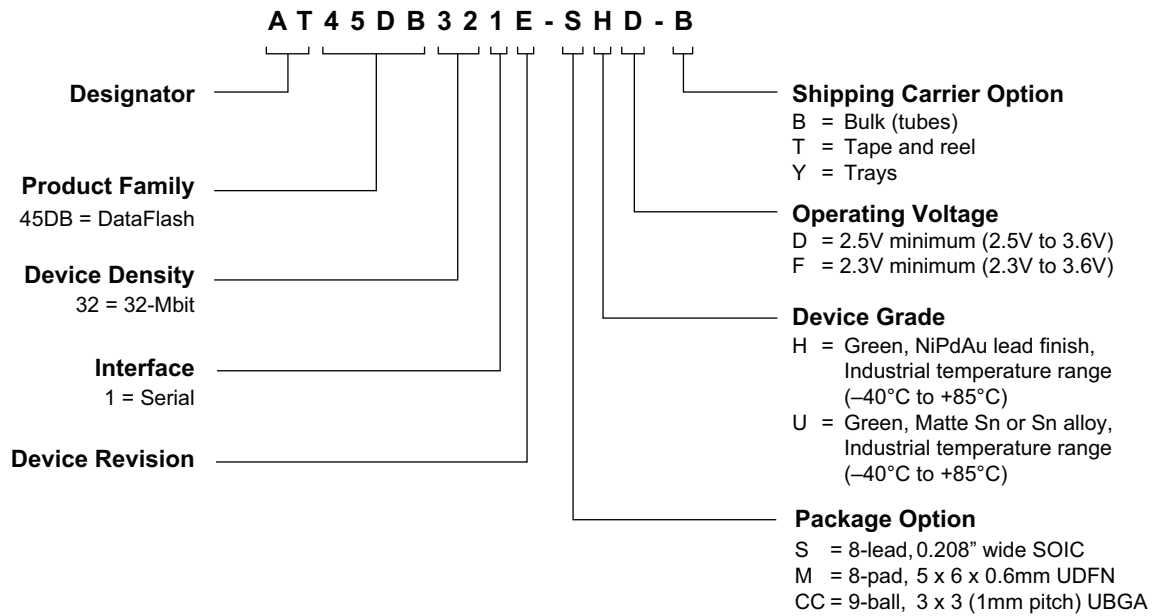 A T 4 5 D B 3 2 1 E - S H D - B
Designator
Product Family
45DB = DataFlash
Device Density
32 = 32-Mbit
Interface
1 = Serial
Device Revision
Shipping Carrier Option
B = Bulk (tubes)
T = Tape and reel
Y = Trays
Operating Voltage
D = 2.5V minimum (2.5V to 3.6V)
F = 2.3V minimum (2.3V to 3.6V)
Device Grade
H = Green, NiPdAu lead finish,
Industrial temperature range
(–40°C to +85°C)
U = Green, Matte Sn or Sn alloy,
Industrial temperature range
(–40°C to +85°C)
Package Option
S = 8-lead, 0.208" wide SOIC
M = 8-pad, 5 x 6 x 0.6mm UDFN
CC = 9-ball, 3 x 3 (1mm pitch) UBGA